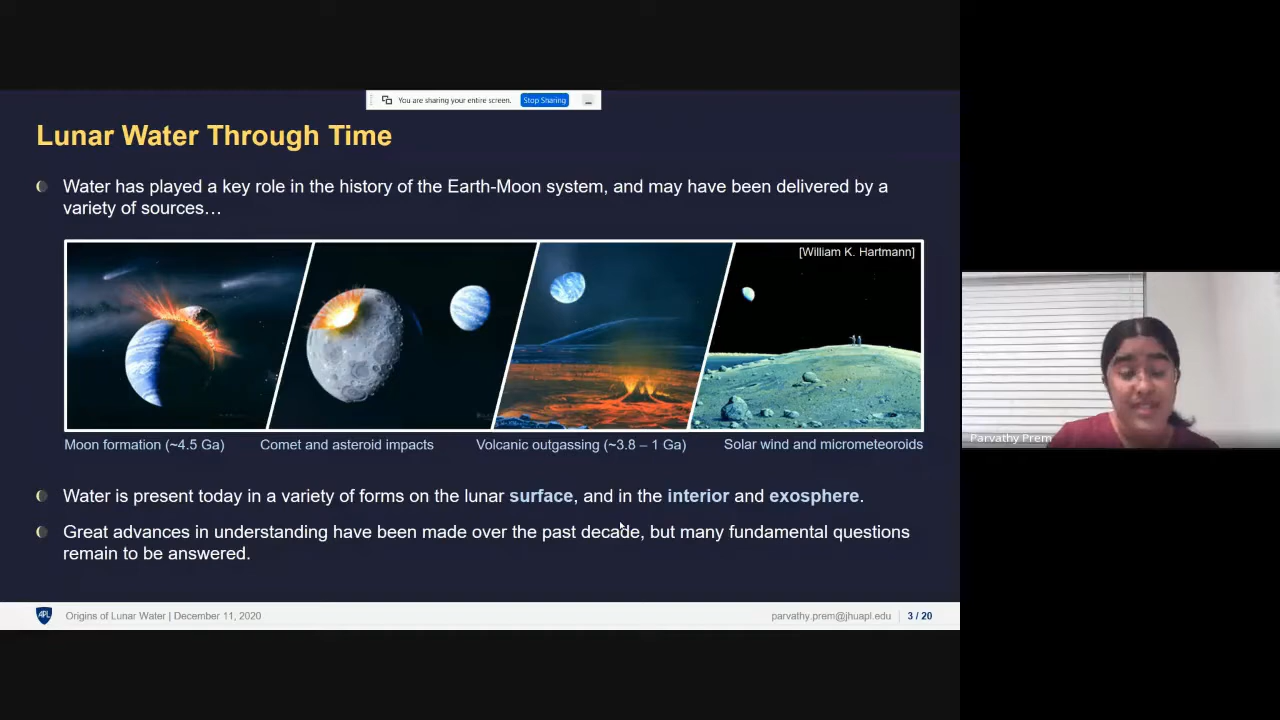 You are sharing your entire screen.
Stop Sharing
Lunar Water Through Time
Water has played a key role in the history of the Earth-Moon system, and may have been delivered by a
variety of sources…
[William K. Hartmann]
Moon formation (~4.5 Ga)
Comet and asteroid impacts
Volcanic outgassing (~3.8 – 1 Ga)
Solar wind and micrometeoroids
Water is present today in a variety of forms on the lunar surface, and in the interior and exosphere.
Great advances in understanding have been made over the past decade, but many fundamental questions
remain to be answered.
APL
Origins of Lunar Water | December 11, 2020
parvathy.prem@jhuapl.edu
3 / 20
Parvathy Prem